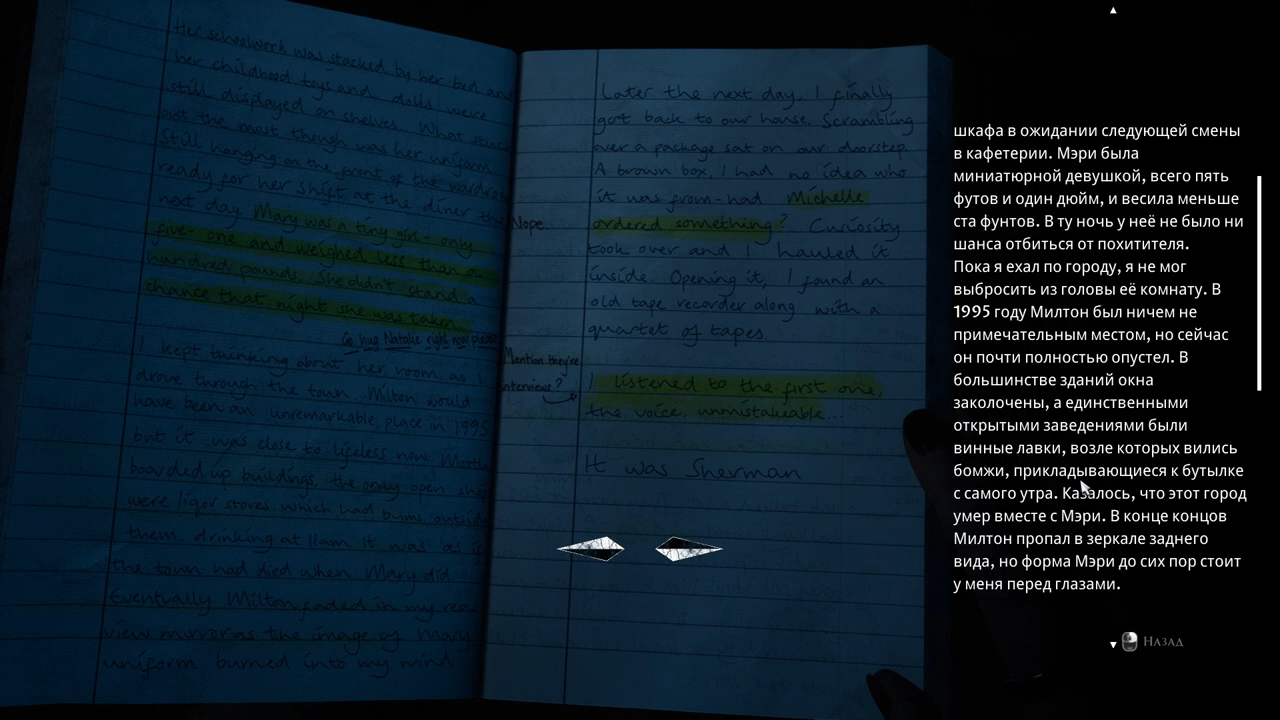 Her schoolwork was stacked by her bed and
her childhood toys and dolls were
still displayed on shelves. What stuck
out the most though was her uniform
Still hanging on the front of the wardrobe
ready for her shift at the diner the
next day. Mary was a tiny girl- only
five- one and weighed less than a
hundred pounds. She didn't stand a
chance that night she was taken.
Go hug Natalie right now please
I kept thinking about her room as I
drove through the town. Milton would
have been an unremarkable place in 1995
but it was close to lifeless now. Mostly
boarded up buildings, the only open shops
were liqor stores which had bums outside
them, drinking at 11am. It was as if
the town had died when Mary did.
Eventually Milton faded in my rear
view mirror as the image of Mary
uniform burned into my mind
Later the next day, I finally
got back to our house. Scrambling
over a package sat on our doorstep.
A brown box, I had no idea who
it was from- had Michelle
Nope.
ordered something? Curiosity
took over and I hauled it
inside. Opening it, I found an
old tape recorder along with a
quartet of tapes.
Mention they're
interviews?
I listened to the first one,
the voice unmistakeable...
It was Sherman
шкафа в ожидании следующей смены
в кафетерии. Мэри была
миниатюрной девушкой, всего пять
футов и один дюйм, и весила меньше
ста фунтов. В ту ночь у неё не было ни
шанса отбиться от похитителя.
Пока я ехал по городу, я не мог
выбросить из головы её комнату. В
1995 году Милтон был ничем не
примечательным местом, но сейчас
он почти полностью опустел. В
большинстве зданий окна
заколочены, а единственными
открытыми заведениями были
винные лавки, возле которых вились
бомжи, прикладывающиеся к бутылке
с самого утра. Казалось, что этот город
умер вместе с Мэри. В конце концов
Милтон пропал в зеркале заднего
вида, но форма Мэри до сих пор стоит
у меня перед глазами.
Назад